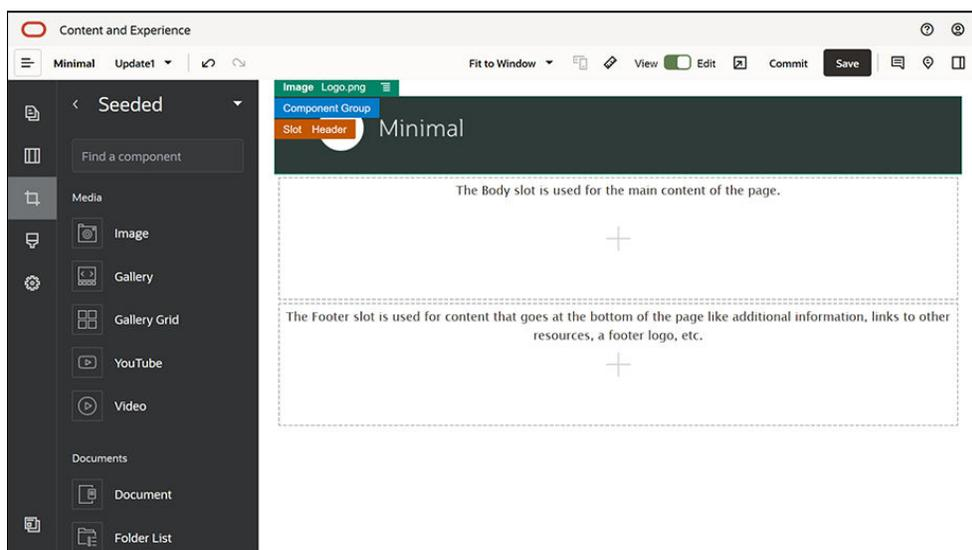 Content and Experience
Minimal Update1 Fit to Window View Edit Commit Save
Seeded
Find a component
Media
Image
Gallery
Gallery Grid
YouTube
Video
Documents
Document
Folder List
Image Logo.png
Component Group
Slot Header
Minimal
The Body slot is used for the main content of the page.
The Footer slot is used for content that goes at the bottom of the page like additional information, links to other
resources, a footer logo, etc.